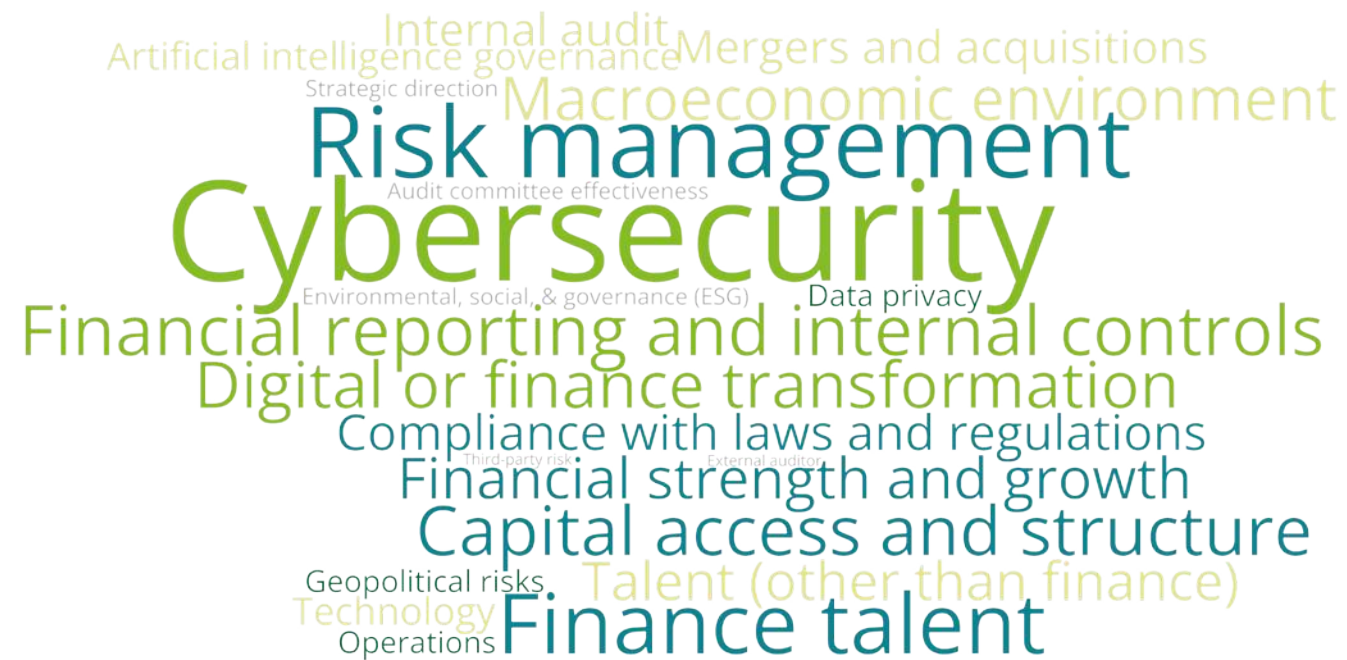 Internal audit
Artificial intelligence governance
Mergers and acquisitions
Strategic direction
Macroeconomic environment
Risk management
Audit committee effectiveness
Cybersecurity
Environmental, social, & governance (ESG)
Data privacy
Financial reporting and internal controls
Digital or finance transformation
Compliance with laws and regulations
Third-party risk
External auditor
Financial strength and growth
Capital access and structure
Geopolitical risks
Talent (other than finance)
Technology
Finance talent
Operations